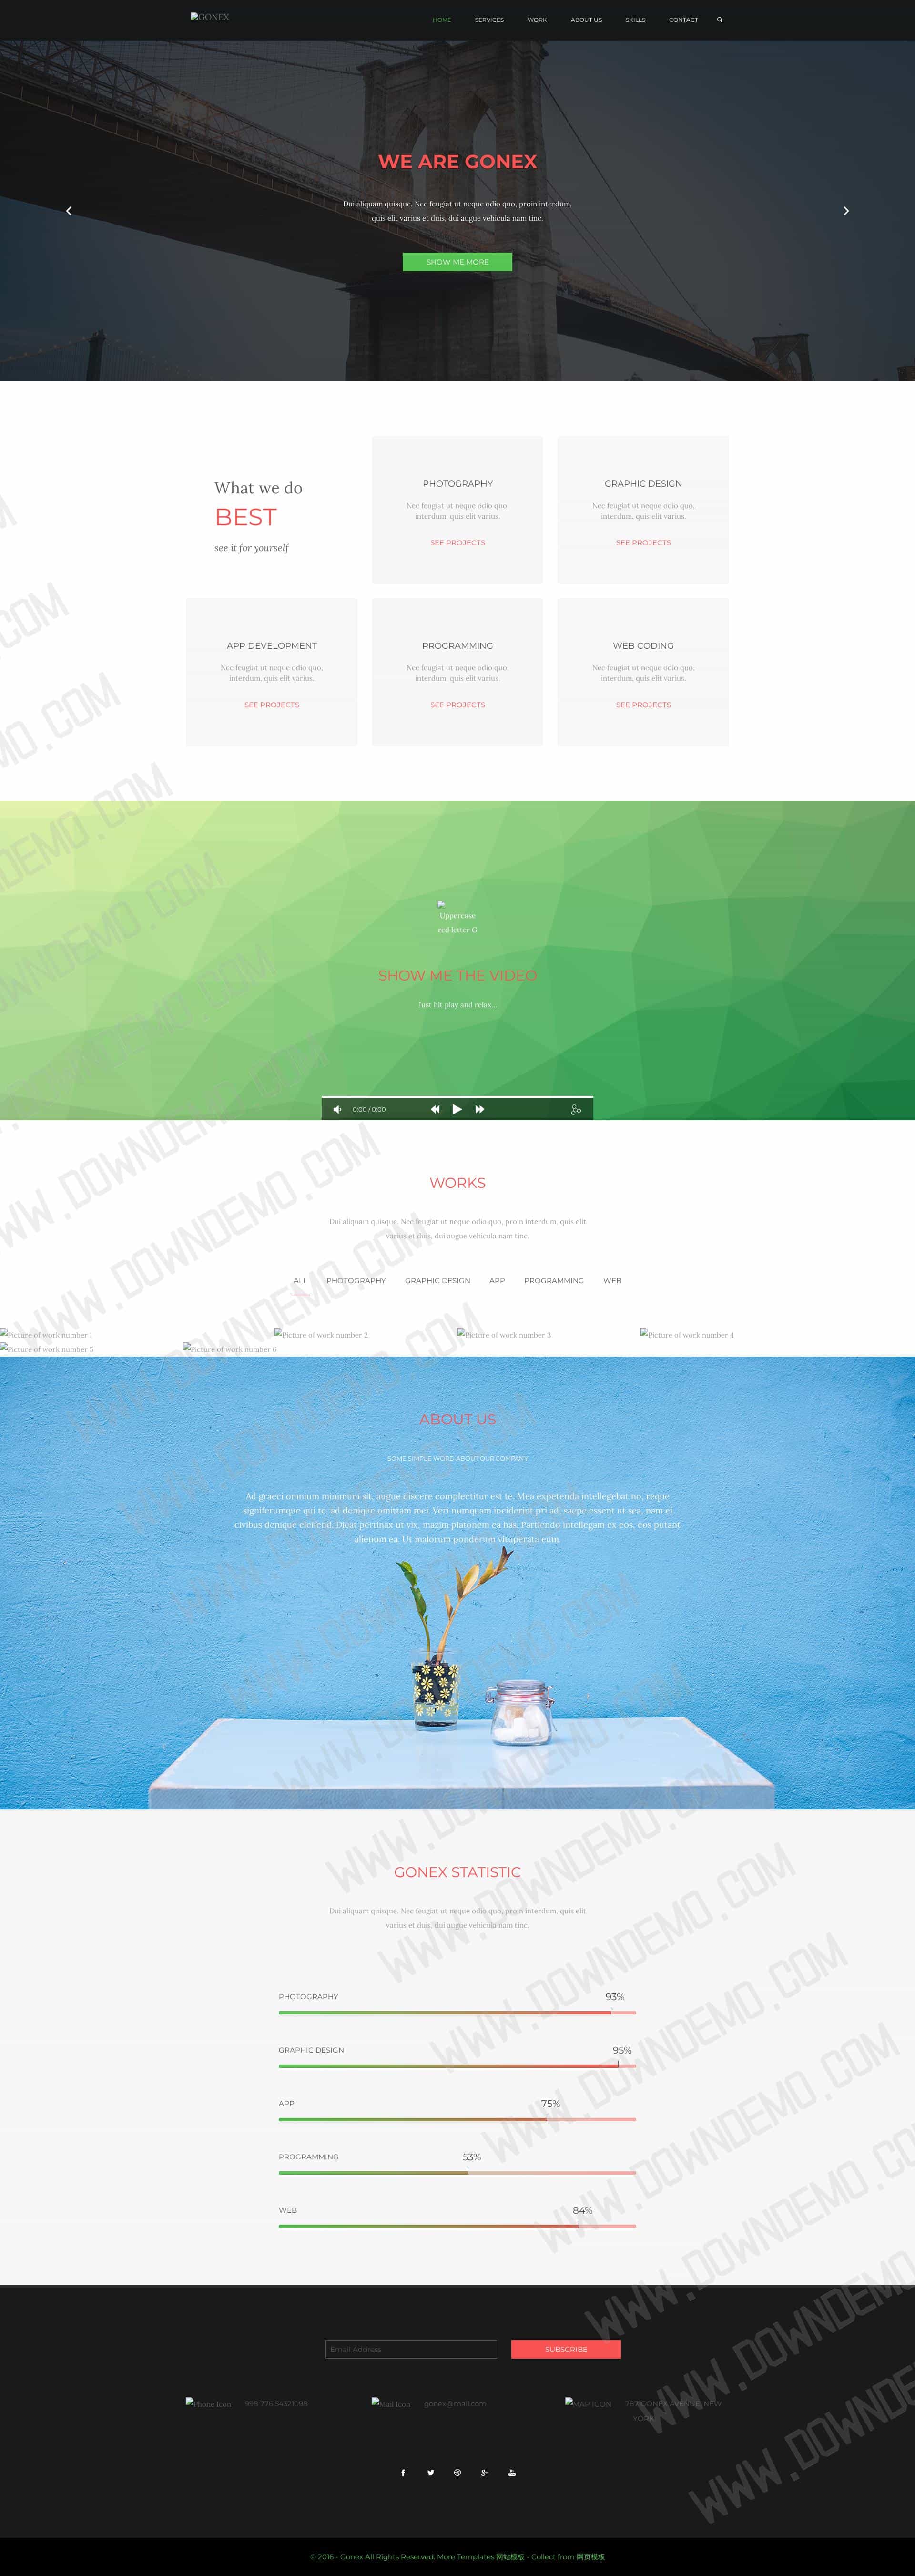 GONEX
HOME SERVICES WORK ABOUT US SKILLS CONTACT
WE ARE GONEX
Dui aliquam quisque. Nec feugiat ut neque odio quo, proin interdum,
quis elit varius et duis, dui augue vehicula nam tinc.
SHOW ME MORE
What we do
BEST
see it for yourself
PHOTOGRAPHY
Nec feugiat ut neque odio quo,
interdum, quis elit varius.
SEE PROJECTS
GRAPHIC DESIGN
Nec feugiat ut neque odio quo,
interdum, quis elit varius.
SEE PROJECTS
APP DEVELOPMENT
Nec feugiat ut neque odio quo,
interdum, quis elit varius.
SEE PROJECTS
PROGRAMMING
Nec feugiat ut neque odio quo,
interdum, quis elit varius.
SEE PROJECTS
WEB CODING
Nec feugiat ut neque odio quo,
interdum, quis elit varius.
SEE PROJECTS
Uppercase
red letter G
SHOW ME THE VIDEO
Just hit play and relax...
0:00 / 0:00
WORKS
Dui aliquam quisque. Nec feugiat ut neque odio quo, proin interdum, quis elit
varius et duis, dui augue vehicula nam tinc.
ALL PHOTOGRAPHY GRAPHIC DESIGN APP PROGRAMMING WEB
Picture of work number 1 Picture of work number 2 Picture of work number 3 Picture of work number 4
Picture of work number 5 Picture of work number 6
ABOUT US
SOME SIMPLE WORD ABOUT OUR COMPANY
Ad graeci omnium minimum sit, augue discere complectitur est te. Mea expetenda intellegebat no, reque
signiferumque qui te, ad denique omittam mei. Veri numquam inciderint pri ad, saepe essent ut sea, nam ei
civibus denique eleifend. Dicat pertinax ut vix, mazim platonem ea has. Partiendo intellegam ex eos, eos putant
alienum ea. Ut maiorum ponderum vituperata eum.
GONEX STATISTIC
Dui aliquam quisque. Nec feugiat ut neque odio quo, proin interdum, quis elit
varius et duis, dui augue vehicula nam tinc.
PHOTOGRAPHY 93%
GRAPHIC DESIGN 95%
APP 75%
PROGRAMMING 53%
WEB 84%
Email Address SUBSCRIBE
Phone Icon 998 776 54321098 Mail Icon gonex@mail.com MAP ICON 787 GONEX AVENUE, NEW
YORK
© 2016 - Gonex All Rights Reserved. More Templates 网站模板 - Collect from 网页模板
WWW.DOWNDEMO.COM